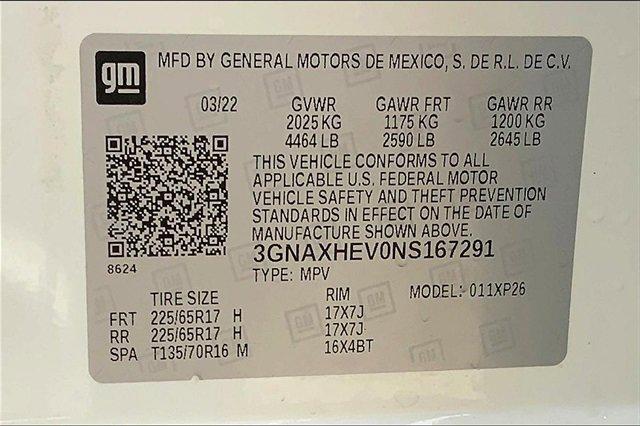 gm
MFD BY GENERAL MOTORS DE MEXICO, S. DE R.L. DE C.V.
03/22 GVWR GAWR FRT GAWR RR
2025 KG 1175 KG 1200 KG
4464 LB 2590 LB 2645 LB
THIS VEHICLE CONFORMS TO ALL
APPLICABLE U.S. FEDERAL MOTOR
VEHICLE SAFETY AND THEFT PREVENTION
STANDARDS IN EFFECT ON THE DATE OF
MANUFACTURE SHOWN ABOVE.
3GNAXHEV0NS167291
8624
TYPE: MPV
TIRE SIZE RIM MODEL: 011XP26
FRT 225/65R17 H 17X7J
RR 225/65R17 H 17X7J
SPA T135/70R16 M 16X4BT